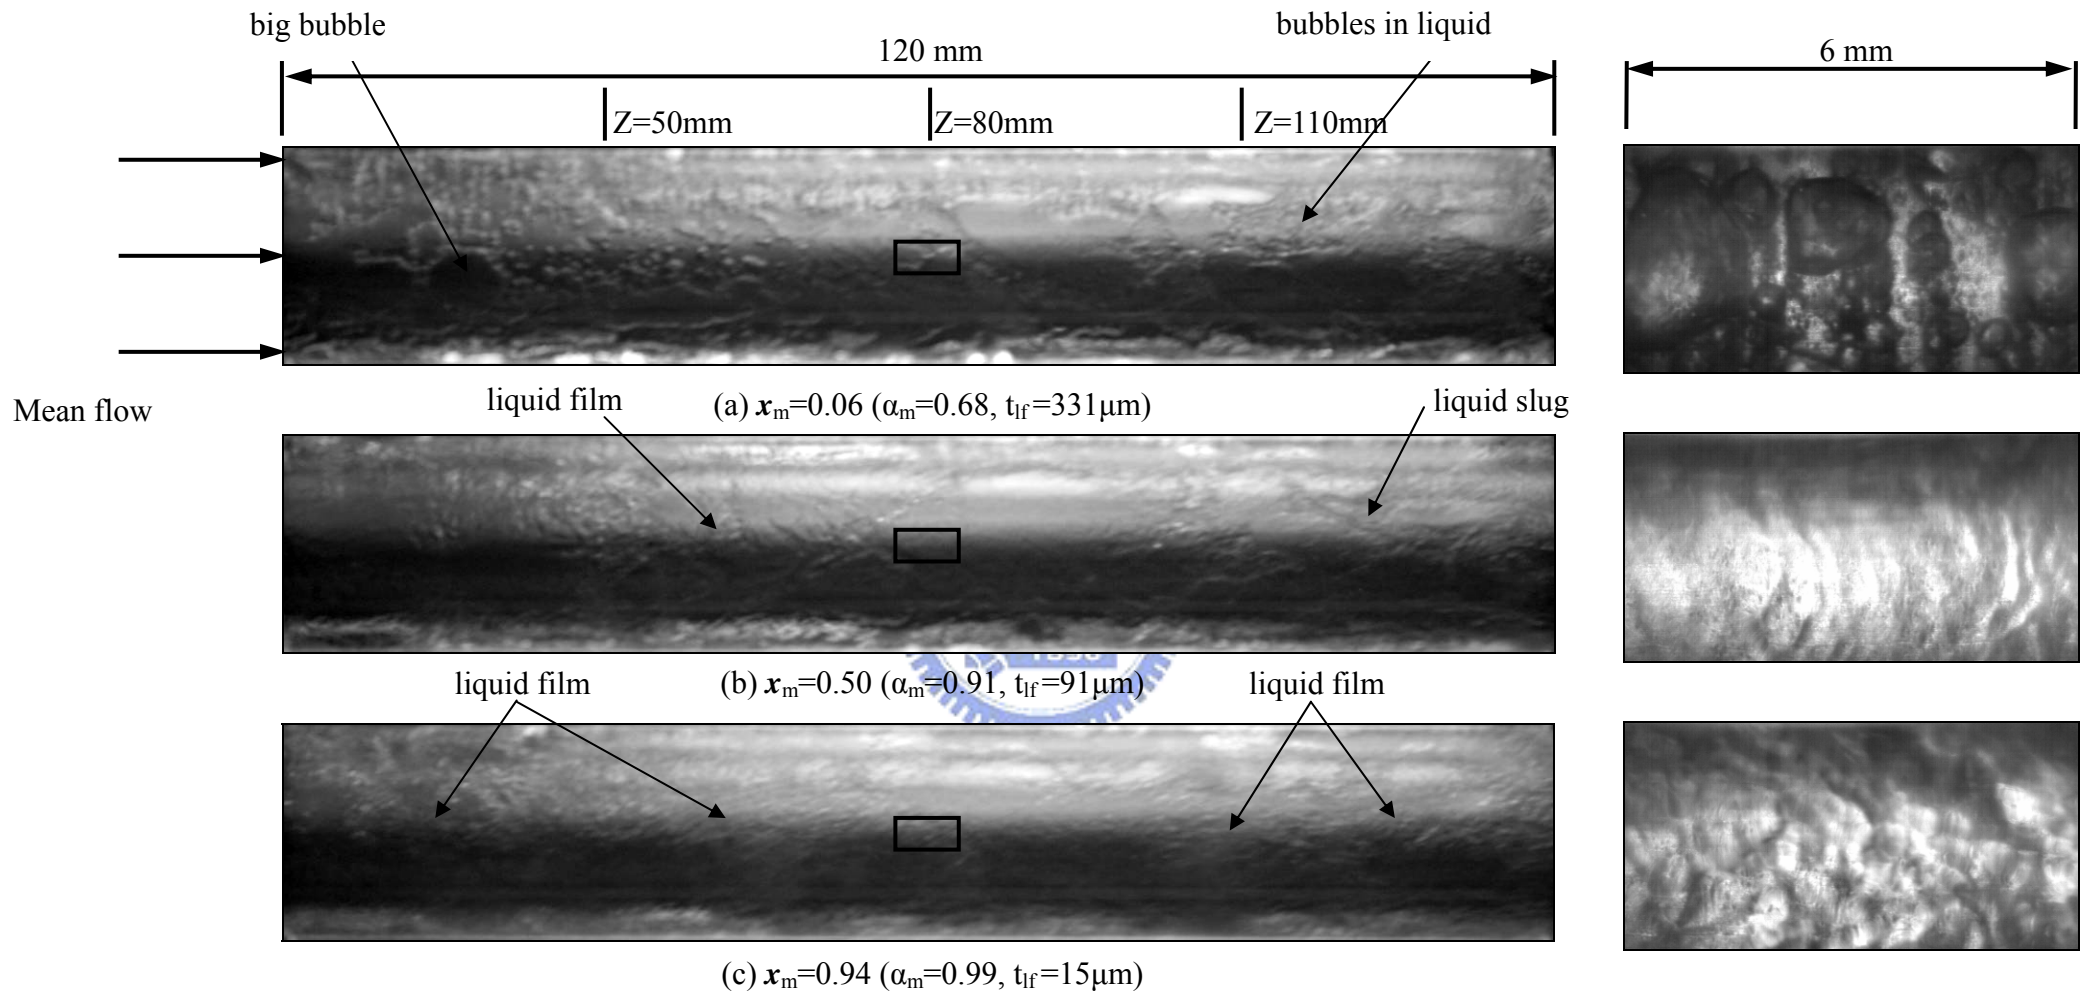 big bubble
bubbles in liquid
120 mm
6 mm
Z=50mm
Z=80mm
Z=110mm
Mean flow
liquid film
(a) xm=0.06 (αm=0.68, tlf=331μm)
liquid slug
liquid film
(b) xm=0.50 (αm=0.91, tlf=91μm)
liquid film
(c) xm=0.94 (αm=0.99, tlf=15μm)